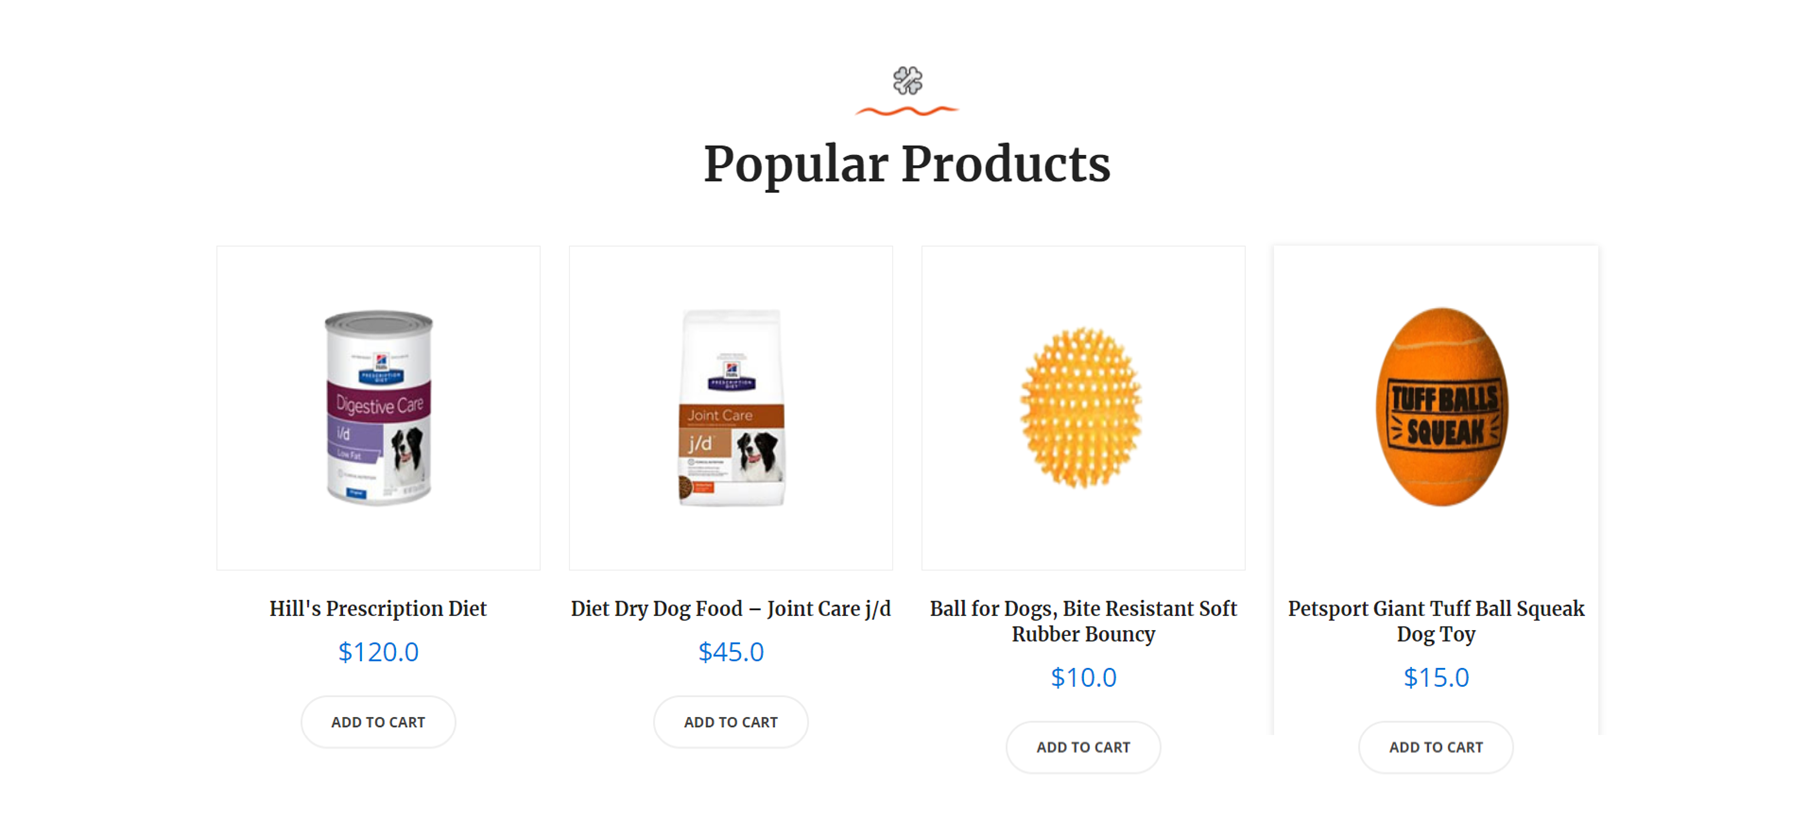 Popular Products
PRESCRIPTION
DIET
Digestive Care
i/d
Low Fat
PRESCRIPTION
DIET
Joint Care
j/d
TUFF BALLS
SQUEAK
Hill's Prescription Diet
$120.0
ADD TO CART
Diet Dry Dog Food – Joint Care j/d
$45.0
ADD TO CART
Ball for Dogs, Bite Resistant Soft
Rubber Bouncy
$10.0
ADD TO CART
Petsport Giant Tuff Ball Squeak
Dog Toy
$15.0
ADD TO CART